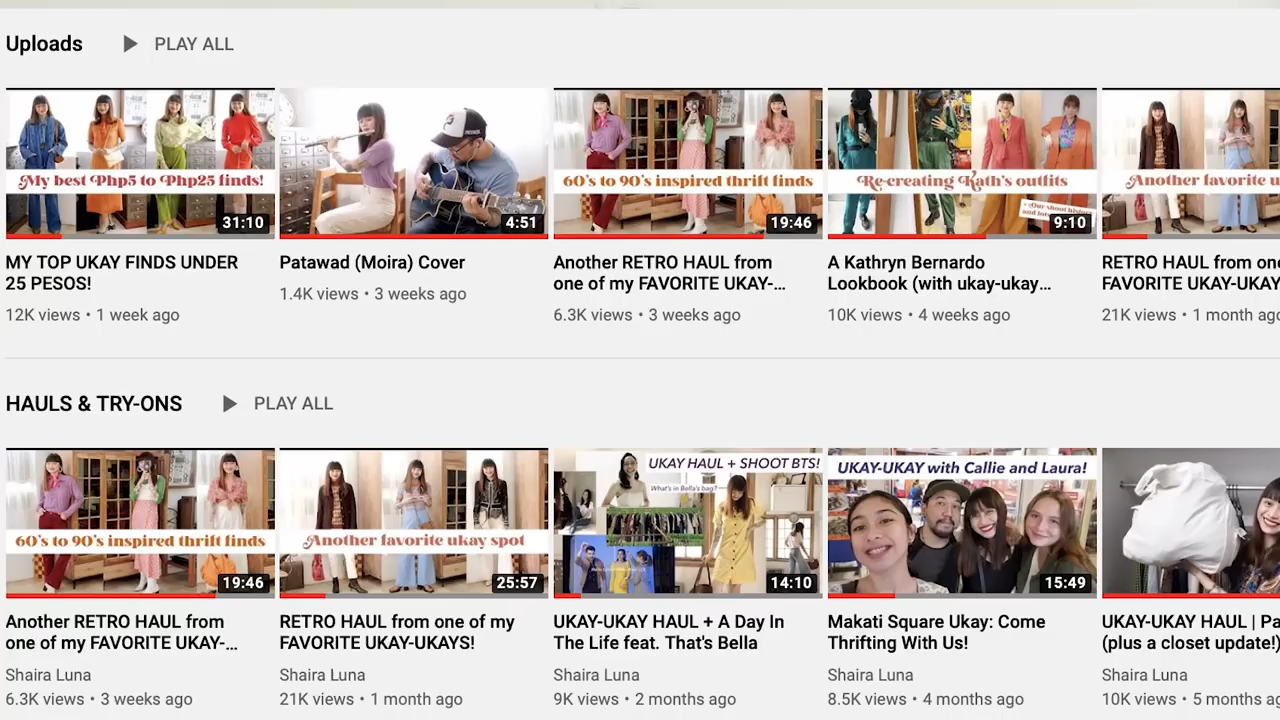 Uploads
PLAY ALL
My best Php5 to Php25 finds!
31:10
MY TOP UKAY FINDS UNDER
25 PESOS!
12K views • 1 week ago
4:51
Patawad (Moira) Cover
1.4K views • 3 weeks ago
60's to 90's inspired thrift finds
19:46
Another RETRO HAUL from
one of my FAVORITE UKAY-...
6.3K views • 3 weeks ago
Re-creating Kath's outfits
+ Our shoot history
9:10
A Kathryn Bernardo
Lookbook (with ukay-ukay...
10K views • 4 weeks ago
Another favorite u
RETRO HAUL from one
FAVORITE UKAY-UKAY
21K views • 1 month ago
HAULS & TRY-ONS
PLAY ALL
60's to 90's inspired thrift finds
19:46
Another RETRO HAUL from
one of my FAVORITE UKAY-...
Shaira Luna
6.3K views • 3 weeks ago
Another favorite ukay spot
25:57
RETRO HAUL from one of my
FAVORITE UKAY-UKAYS!
Shaira Luna
21K views • 1 month ago
UKAY HAUL + SHOOT BTS!
What's in Bella's bag?
14:10
UKAY-UKAY HAUL + A Day In
The Life feat. That's Bella
Shaira Luna
9K views • 2 months ago
UKAY-UKAY with Callie and Laura!
15:49
Makati Square Ukay: Come
Thrifting With Us!
Shaira Luna
8.5K views • 4 months ago
UKAY-UKAY HAUL | Pa
(plus a closet update!)
Shaira Luna
10K views • 5 months ag